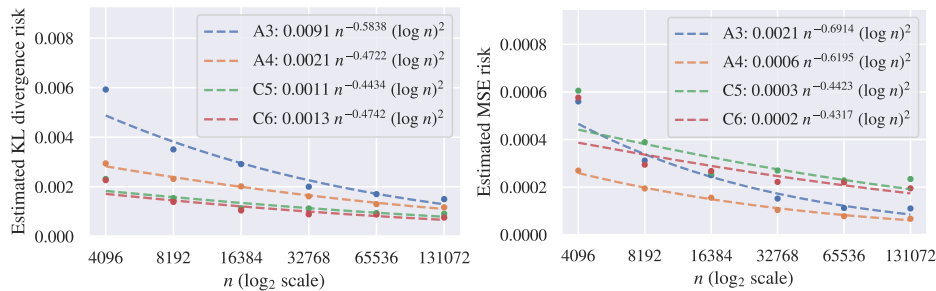 Estimated KL divergence risk
0.008
0.006
0.004
0.002
0.000
A3: 0.0091 n^{-0.5838} (log n)^2
A4: 0.0021 n^{-0.4722} (log n)^2
C5: 0.0011 n^{-0.4434} (log n)^2
C6: 0.0013 n^{-0.4742} (log n)^2
4096 8192 16384 32768 65536 131072
n (log₂ scale)
Estimated MSE risk
0.0008
0.0006
0.0004
0.0002
0.0000
A3: 0.0021 n^{-0.6914} (log n)^2
A4: 0.0006 n^{-0.6195} (log n)^2
C5: 0.0003 n^{-0.4423} (log n)^2
C6: 0.0002 n^{-0.4317} (log n)^2
4096 8192 16384 32768 65536 131072
n (log₂ scale)